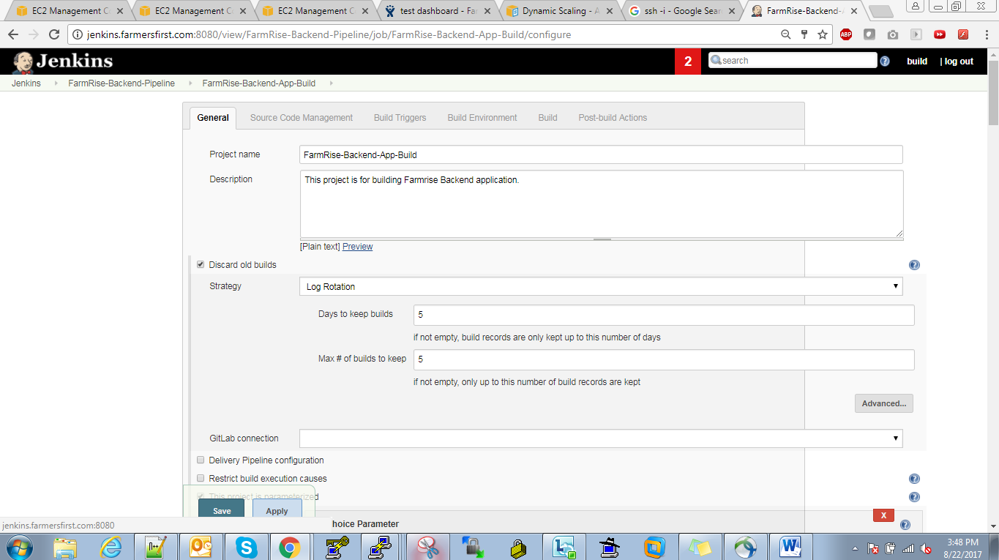 EC2 Management C
EC2 Management C
EC2 Management C
test dashboard - Far
Dynamic Scaling - A
ssh -i - Google Sear
FarmRise-Backend-A
jenkins.farmersfirst.com:8080/view/FarmRise-Backend-Pipeline/job/FarmRise-Backend-App-Build/configure
ABP
Jenkins
2
search
build
| log out
Jenkins
FarmRise-Backend-Pipeline
FarmRise-Backend-App-Build
General
Source Code Management
Build Triggers
Build Environment
Build
Post-build Actions
Project name
FarmRise-Backend-App-Build
Description
This project is for building Farmrise Backend application.
[Plain text] Preview
Discard old builds
Strategy
Log Rotation
Days to keep builds
5
if not empty, build records are only kept up to this number of days
Max # of builds to keep
5
if not empty, only up to this number of build records are kept
Advanced...
GitLab connection
Delivery Pipeline configuration
Restrict build execution causes
This project is parameterized
Save
Apply
X
hoice Parameter
jenkins.farmersfirst.com:8080
3:48 PM
8/22/2017